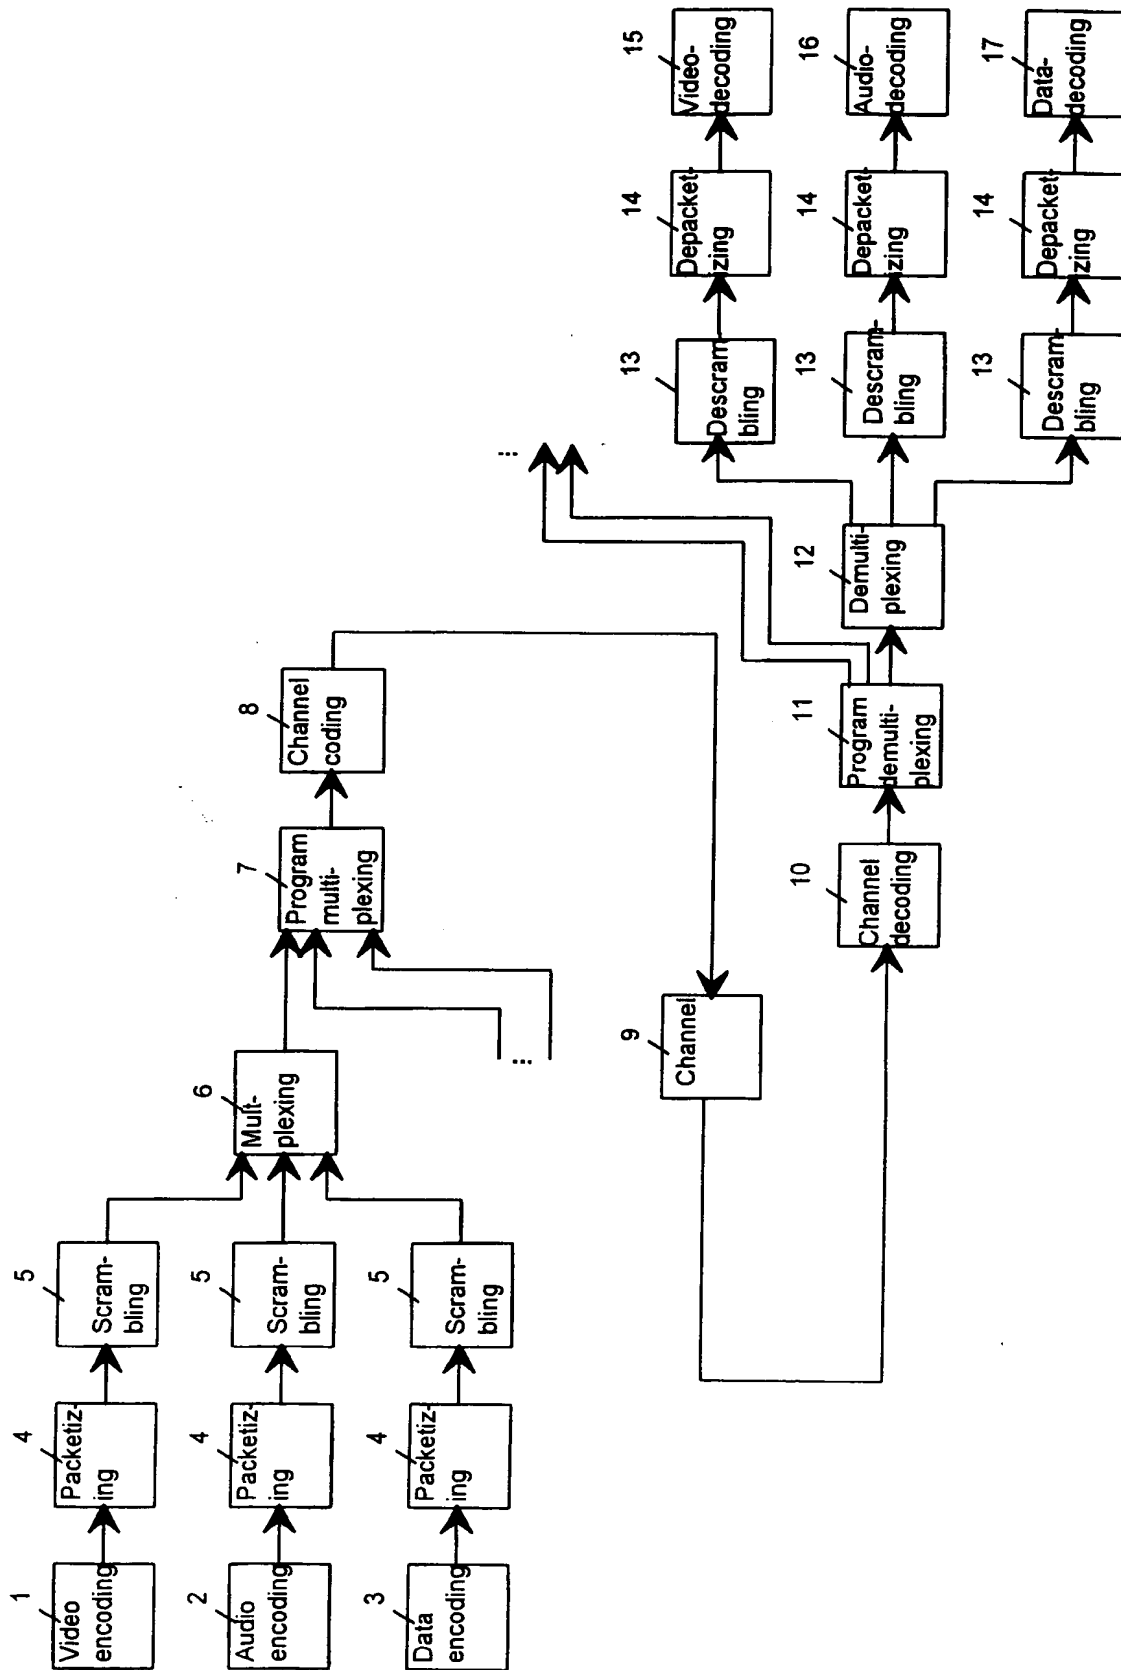 1
Video
encoding
4
Packetiz-
ing
5
Scram-
bling
2
Audio
encoding
4
Packetiz-
ing
5
Scram-
bling
3
Data
encoding
4
Packetiz-
ing
5
Scram-
bling
6
Mult-
plexing
7
Program
multi-
plexing
8
Channel
coding
...
9
Channel
10
Channel
decoding
11
Program
demulti-
plexing
...
12
Demulti-
plexing
13
Descram-
bling
14
Depacket-
izing
15
Video-
decoding
13
Descram-
bling
14
Depacket-
izing
16
Audio-
decoding
13
Descram-
bling
14
Depacket-
izing
17
Data-
decoding